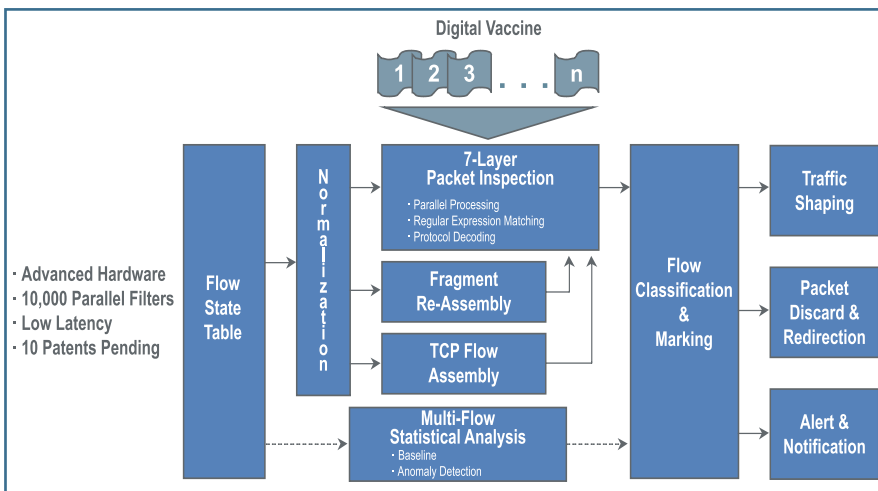 Digital Vaccine
1 2 3 . . . n
· Advanced Hardware
· 10,000 Parallel Filters
· Low Latency
· 10 Patents Pending
Flow
State
Table
Normalization
7-Layer
Packet Inspection
· Parallel Processing
· Regular Expression Matching
· Protocol Decoding
Fragment
Re-Assembly
TCP Flow
Assembly
Multi-Flow
Statistical Analysis
· Baseline
· Anomaly Detection
Flow
Classification
&
Marking
Traffic
Shaping
Packet
Discard &
Redirection
Alert &
Notification